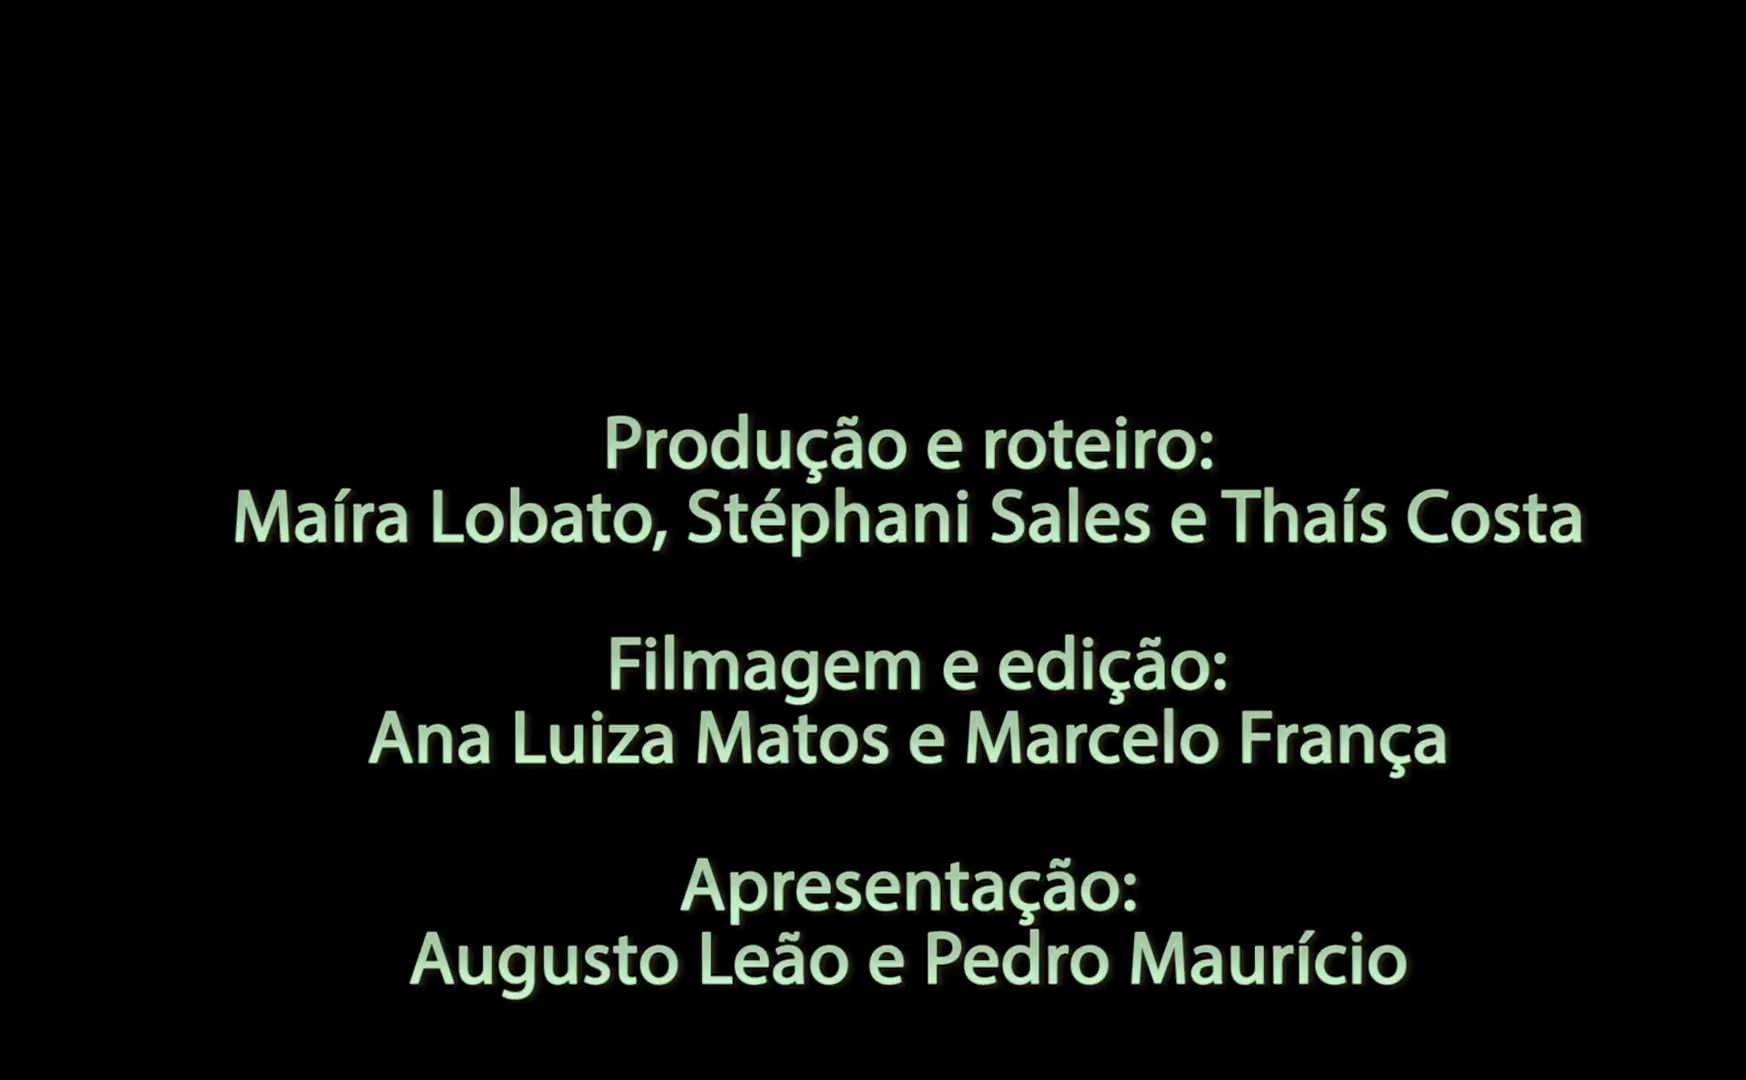 Produção e roteiro:
Maíra Lobato, Stéphani Sales e Thaís Costa
Filmagem e edição:
Ana Luiza Matos e Marcelo França
Apresentação:
Augusto Leão e Pedro Maurício